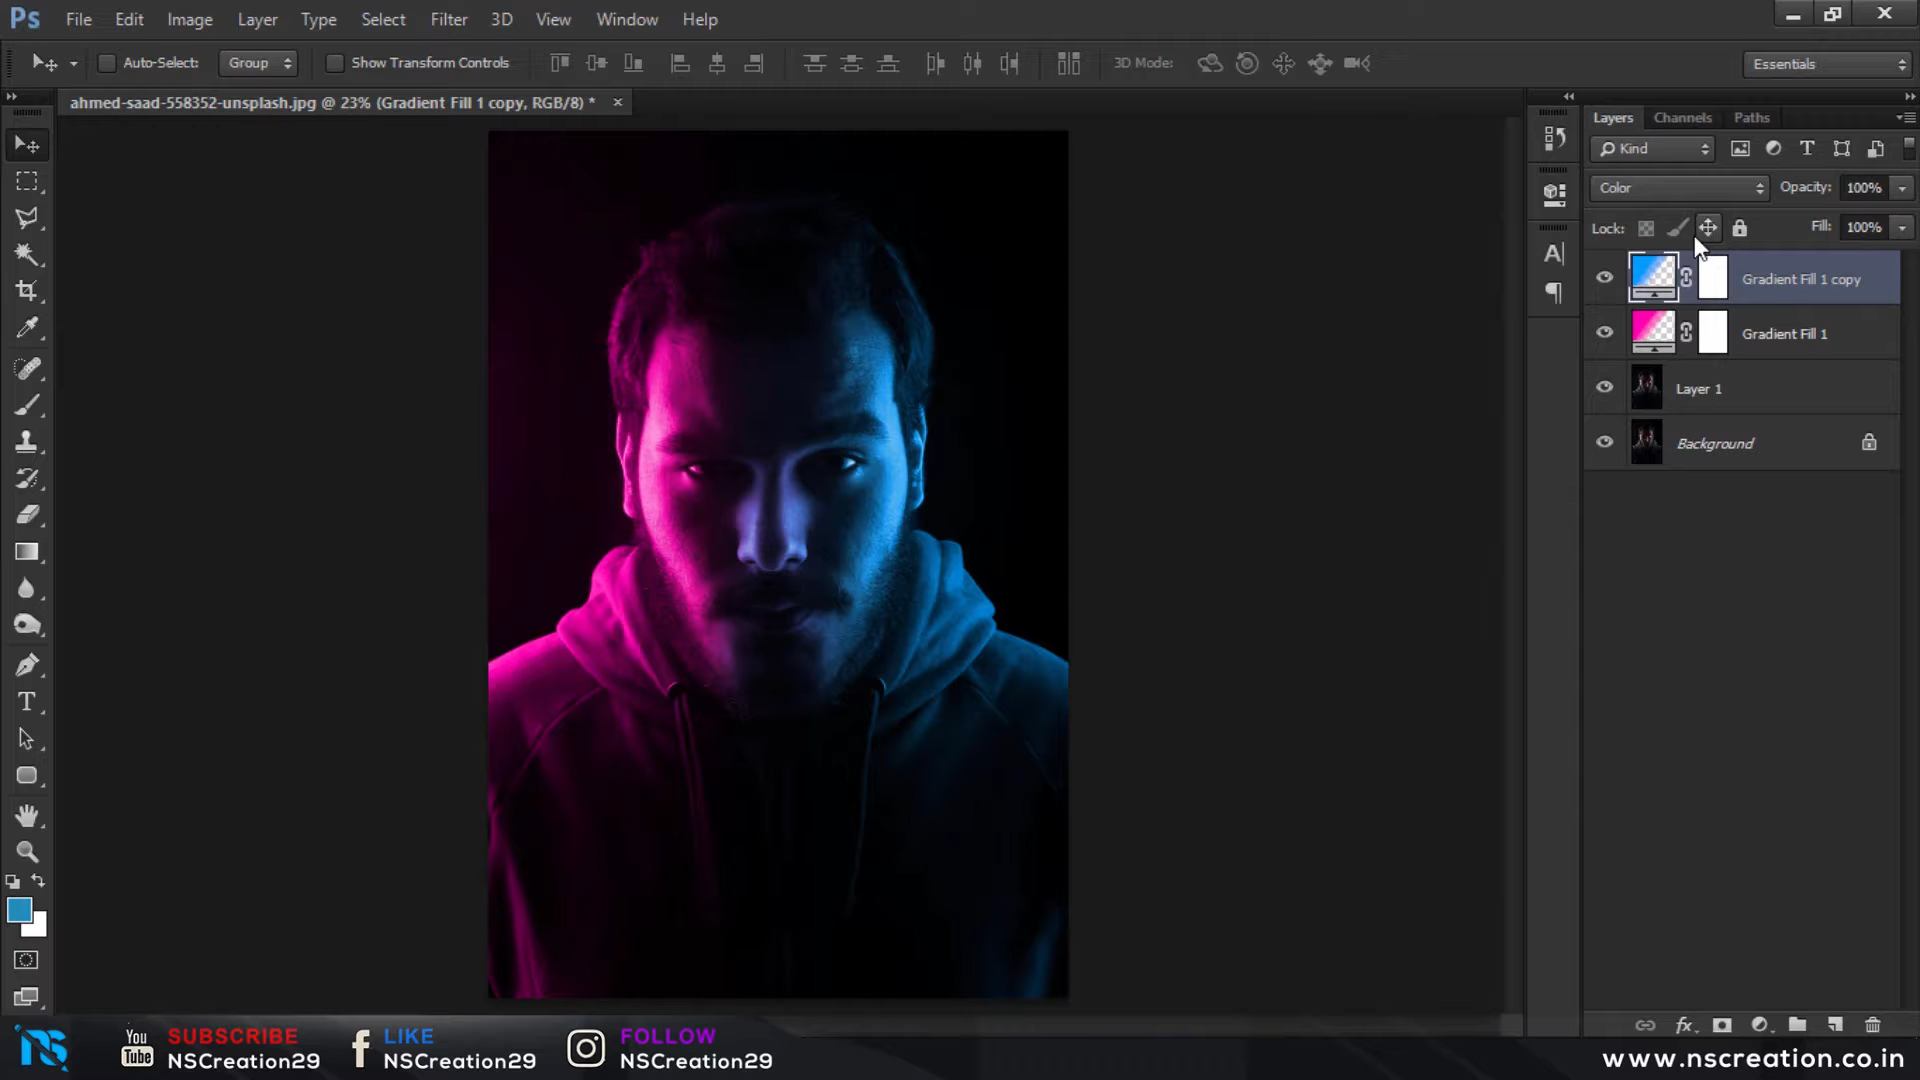 Ps File Edit Image Layer Type Select Filter 3D View Window Help
Auto-Select: Group Show Transform Controls 3D Mode: Essentials
ahmed-saad-558352-unsplash.jpg @ 23% (Gradient Fill 1 copy, RGB/8) *
Layers Channels Paths
Kind
Color Opacity: 100%
Lock: Fill: 100%
Gradient Fill 1 copy
Gradient Fill 1
Layer 1
Background
fx
NS
You Tube SUBSCRIBE NSCreation29
LIKE NSCreation29
FOLLOW NSCreation29
www.nscreation.co.in